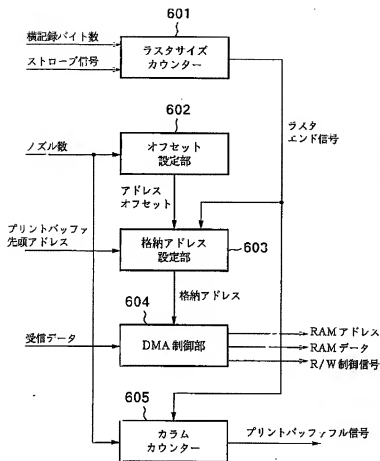 601
横記録バイト数
ラスタサイズ
カウンター
ストローブ信号
602
ラスタ
エンド信号
ノズル数
オフセット
設定部
アドレス
オフセット
プリントバッファ
先頭アドレス
格納アドレス
設定部
603
格納アドレス
604
受信データ
DMA制御部
RAMアドレス
RAMデータ
R/W制御信号
605
カラム
カウンター
プリントバッファフル信号